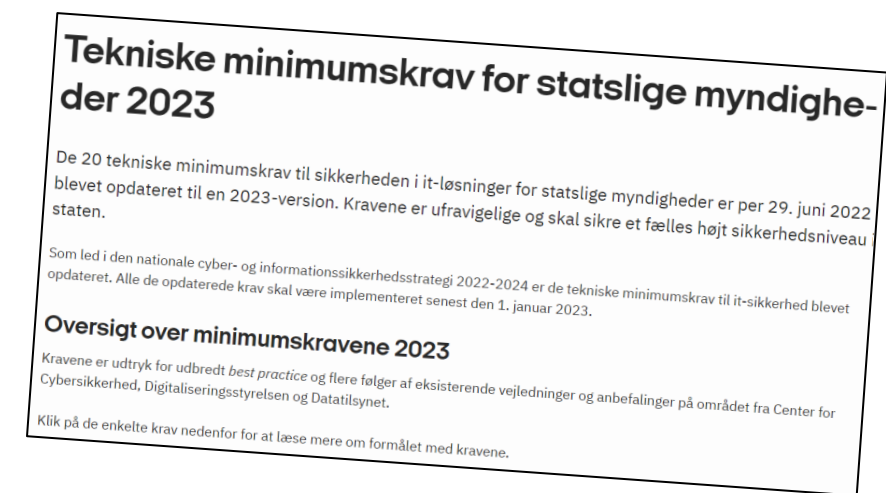 Tekniske minimumskrav for statslige myndighe-
der 2023
De 20 tekniske minimumskrav til sikkerheden i it-løsninger for statslige myndigheder er per 29. juni 2022
blevet opdateret til en 2023-version. Kravene er ufravigelige og skal sikre et fælles højt sikkerhedsniveau i
staten.
Som led i den nationale cyber- og informationssikkerhedsstrategi 2022-2024 er de tekniske minimumskrav til it-sikkerhed blevet
opdateret. Alle de opdaterede krav skal være implementeret senest den 1. januar 2023.
Oversigt over minimumskravene 2023
Kravene er udtryk for udbredt best practice og flere følger af eksisterende vejledninger og anbefalinger på området fra Center for
Cybersikkerhed, Digitaliseringsstyrelsen og Datatilsynet.
Klik på de enkelte krav nedenfor for at læse mere om formålet med kravene.